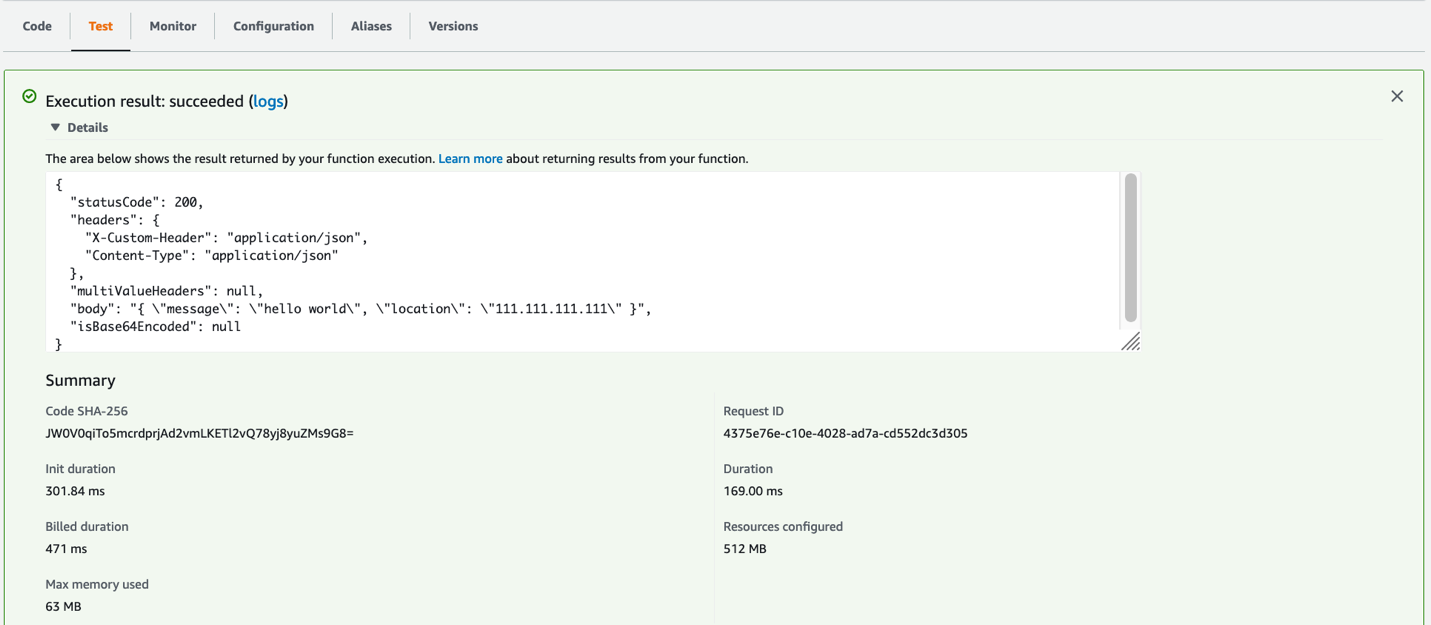 Code Test Monitor Configuration Aliases Versions
Execution result: succeeded (logs)
Details
The area below shows the result returned by your function execution. Learn more about returning results from your function.
{
"statusCode": 200,
"headers": {
"X-Custom-Header": "application/json",
"Content-Type": "application/json"
},
"multiValueHeaders": null,
"body": "{ \"message\": \"hello world\", \"location\": \"111.111.111.111\" }",
"isBase64Encoded": null
}
Summary
Code SHA-256
JW0V0qiTo5mcrdprjAd2vmLKETl2vQ78yj8yuZMs9G8=
Request ID
4375e76e-c10e-4028-ad7a-cd552dc3d305
Init duration
301.84 ms
Duration
169.00 ms
Billed duration
471 ms
Resources configured
512 MB
Max memory used
63 MB